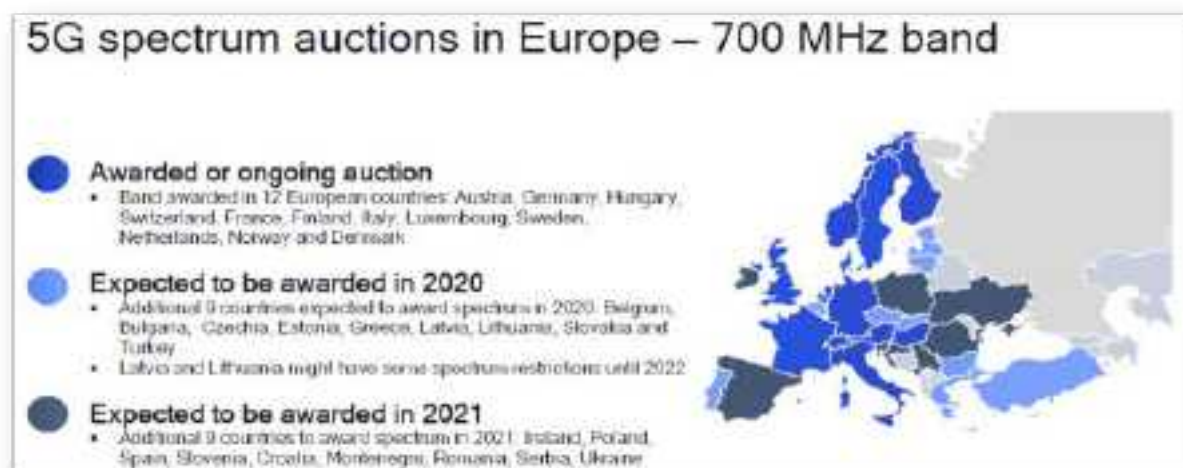 5G spectrum auctions in Europe – 700 MHz band
Awarded or ongoing auction
• Band awarded in 12 European countries: Austria, Germany, Hungary,
Switzerland, France, Finland, Italy, Luxembourg, Sweden,
Netherlands, Norway and Denmark
Expected to be awarded in 2020
• Additional 9 countries expected to award spectrum in 2020: Belgium,
Bulgaria, Czechia, Estonia, Greece, Latvia, Lithuania, Slovakia and
Turkey
• Latvia and Lithuania might have some spectrum restrictions until 2022
Expected to be awarded in 2021
• Additional 9 countries to award spectrum in 2021: Ireland, Poland,
Spain, Slovenia, Croatia, Montenegro, Romania, Serbia, Ukraine